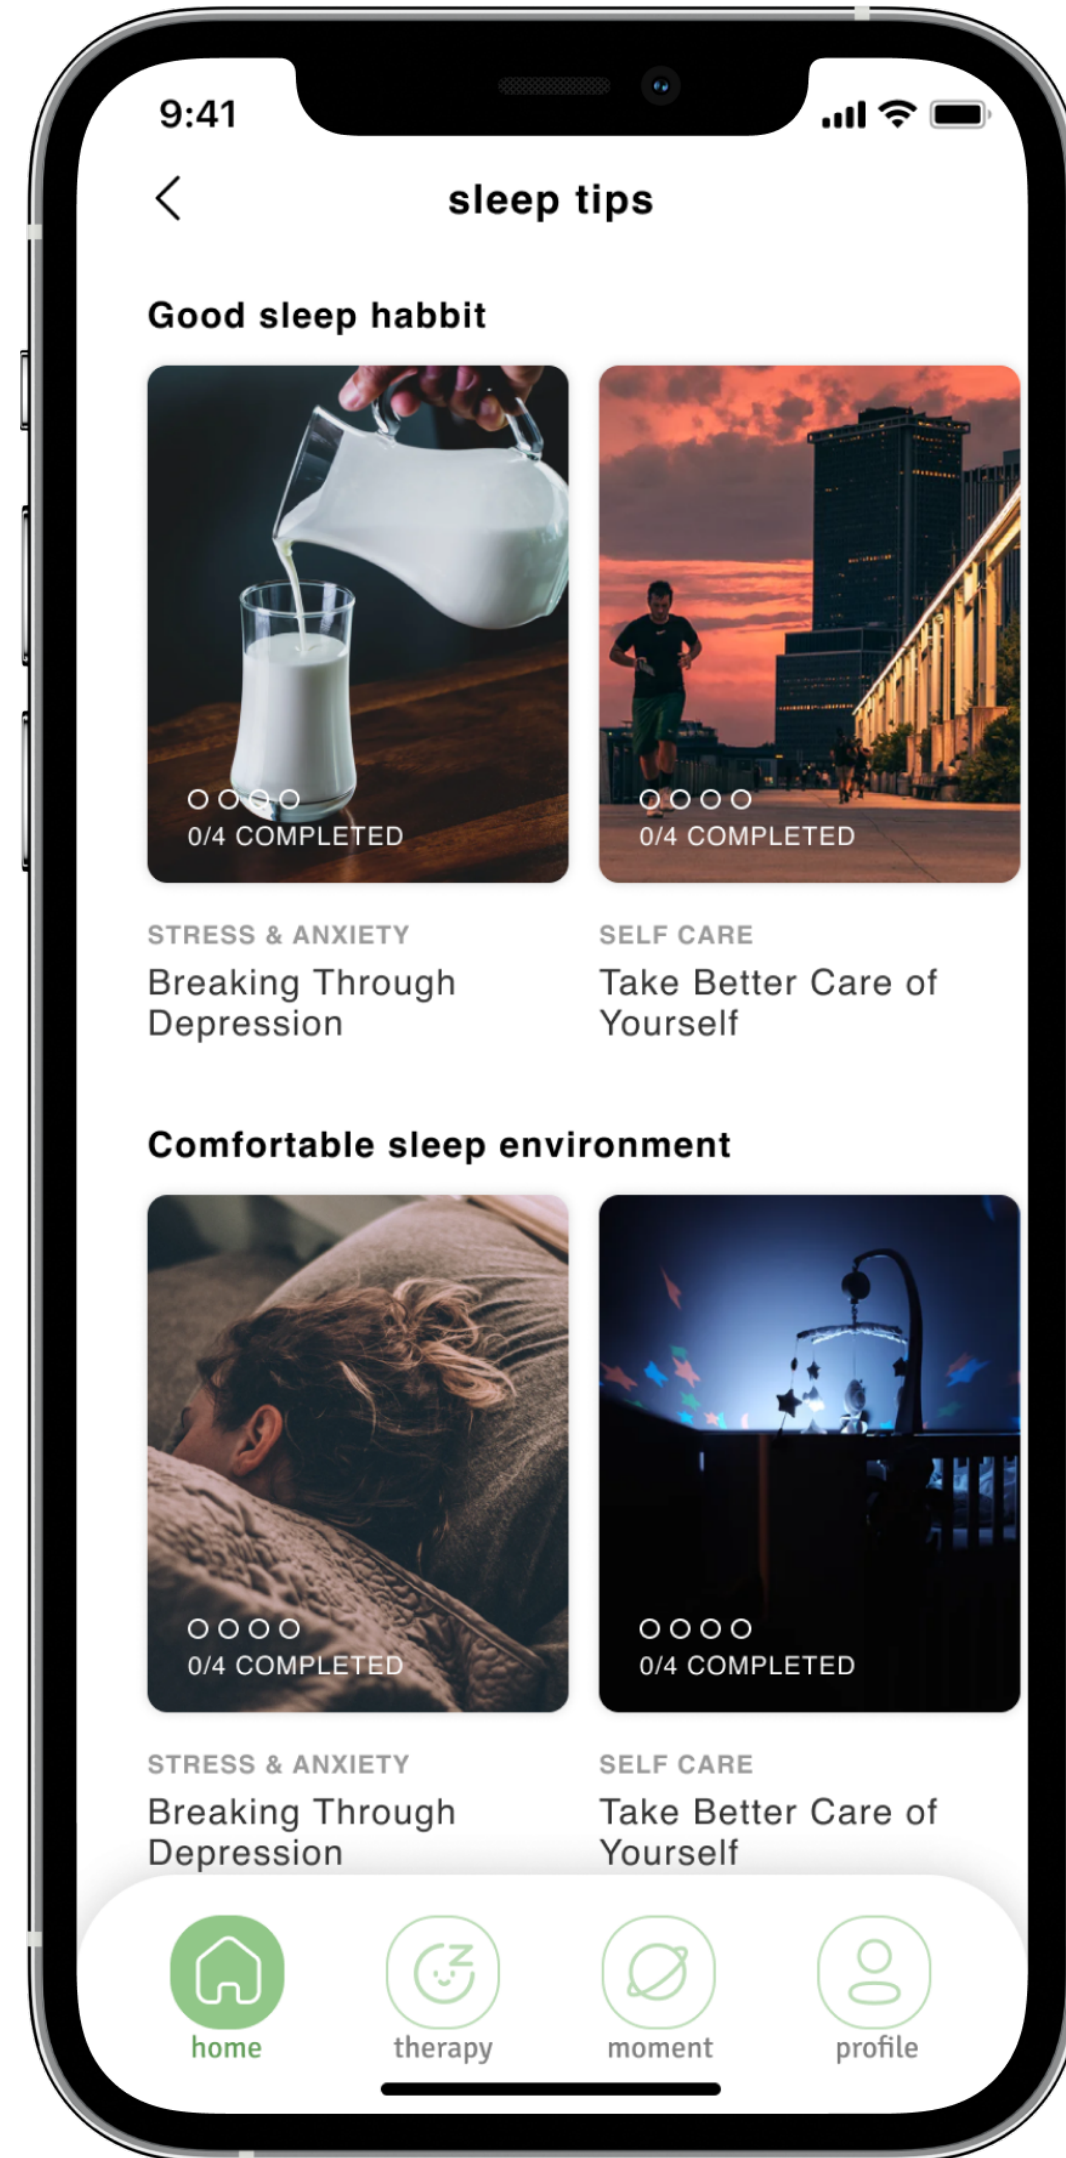 9:41
sleep tips
Good sleep habbit
0/4 COMPLETED
0/4 COMPLETED
STRESS & ANXIETY
Breaking Through
Depression
SELF CARE
Take Better Care of
Yourself
Comfortable sleep environment
0/4 COMPLETED
0/4 COMPLETED
STRESS & ANXIETY
Breaking Through
Depression
SELF CARE
Take Better Care of
Yourself
home
therapy
moment
profile